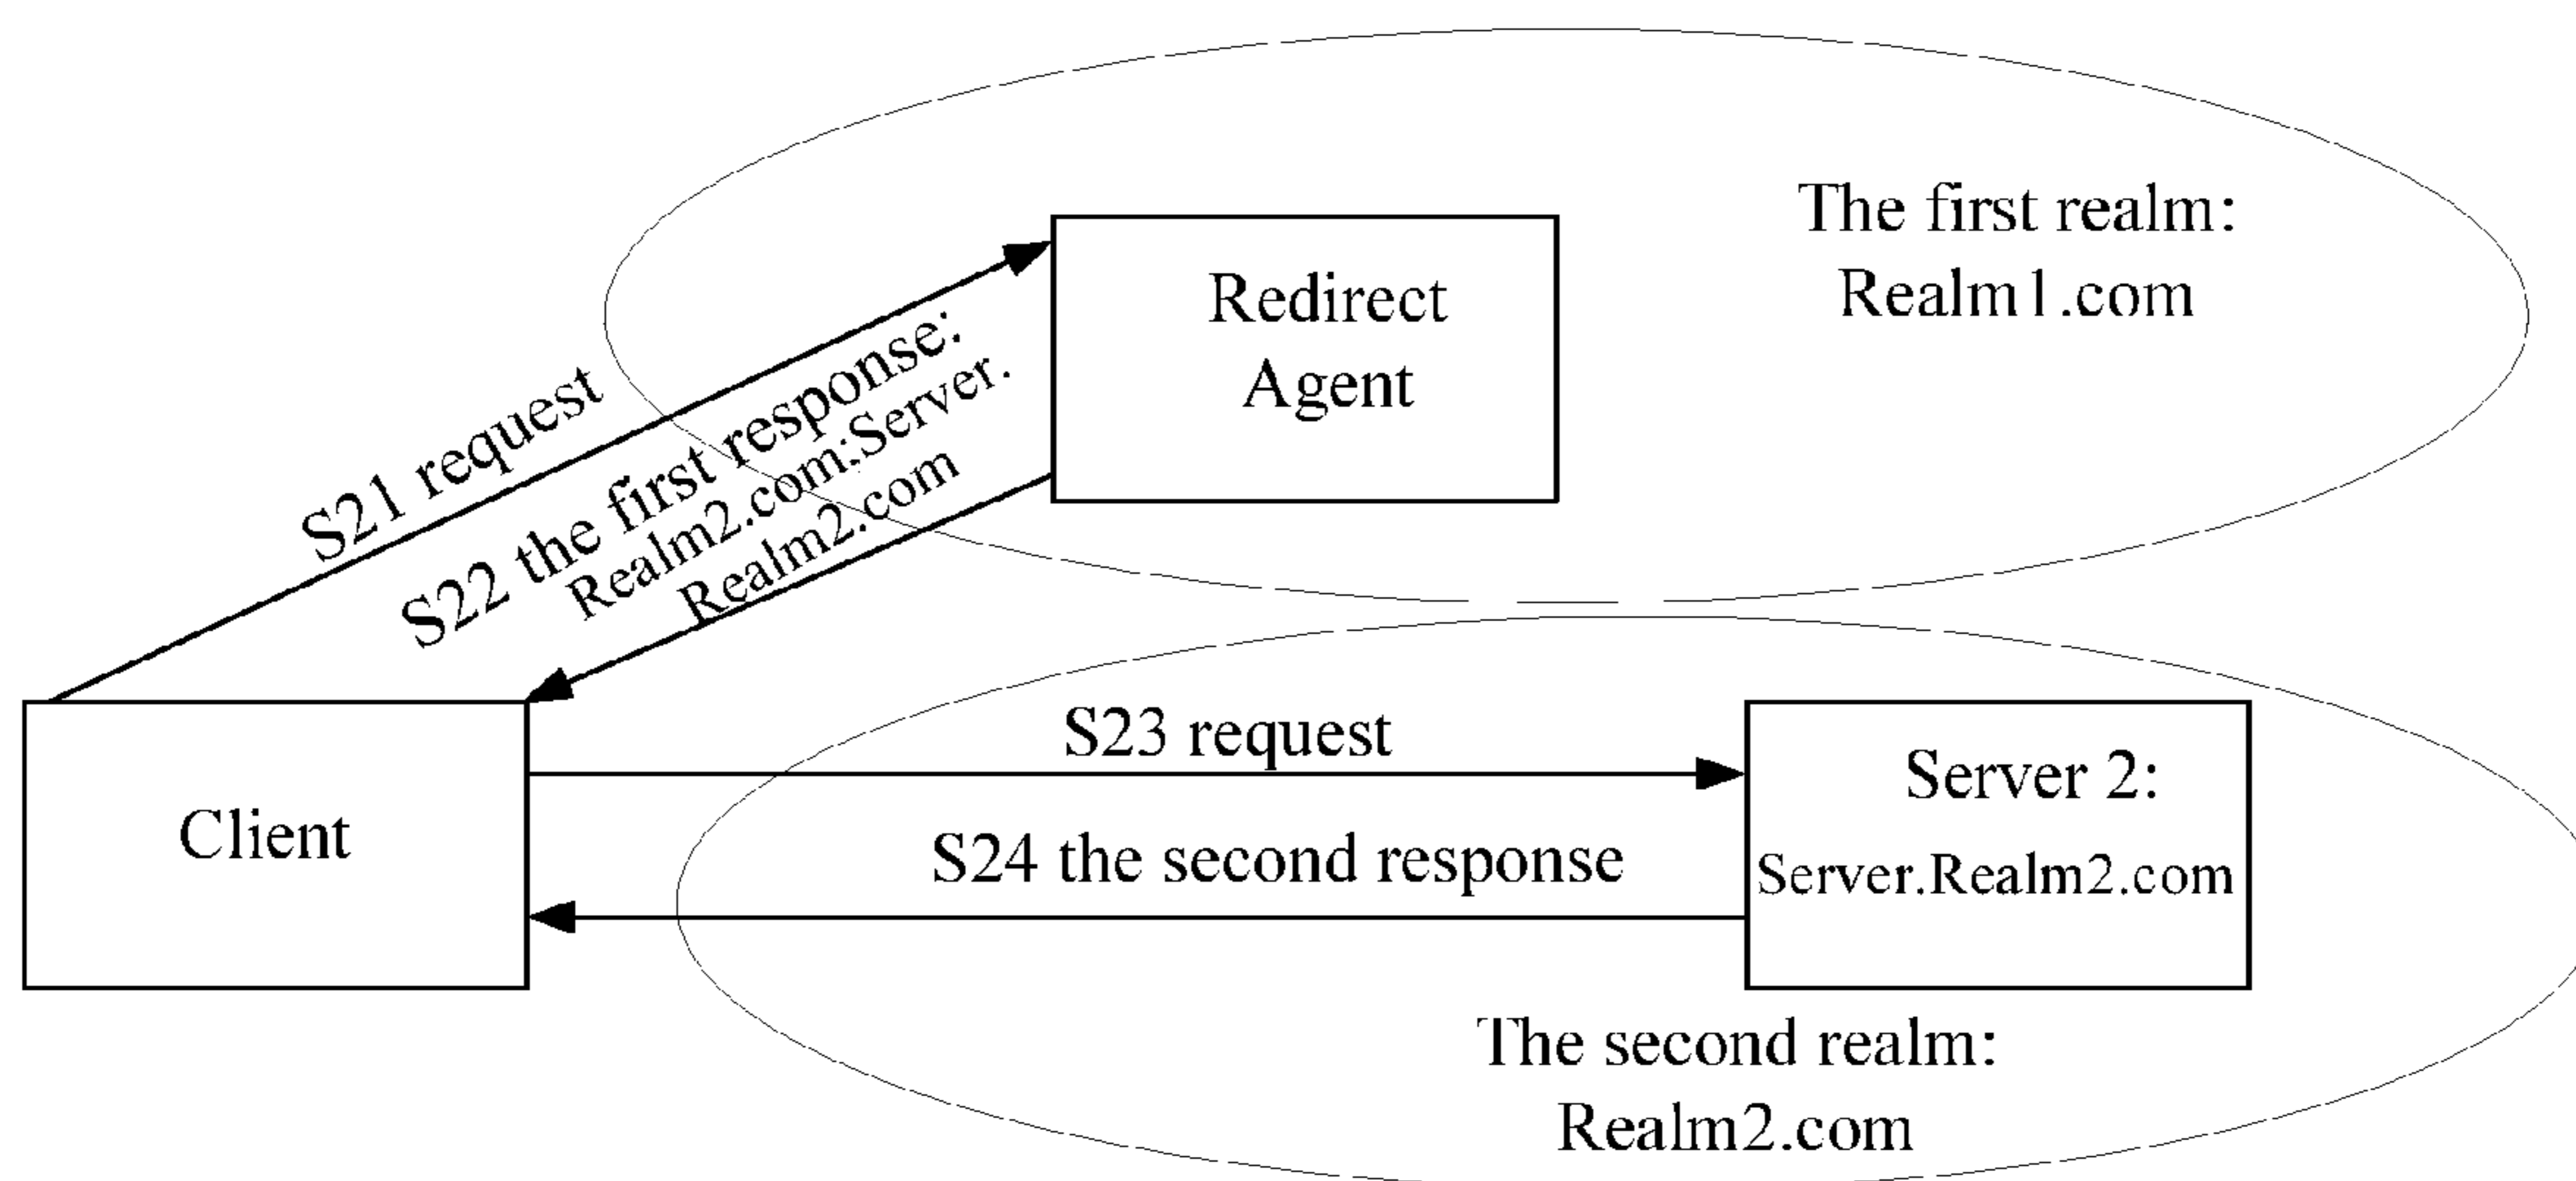 The first realm:
Realm1.com
Redirect
Agent
S21 request
S22 the first response:
Realm2.com:Server.
Realm2.com
S23 request
Server 2:
Server.Realm2.com
Client
S24 the second response
The second realm:
Realm2.com